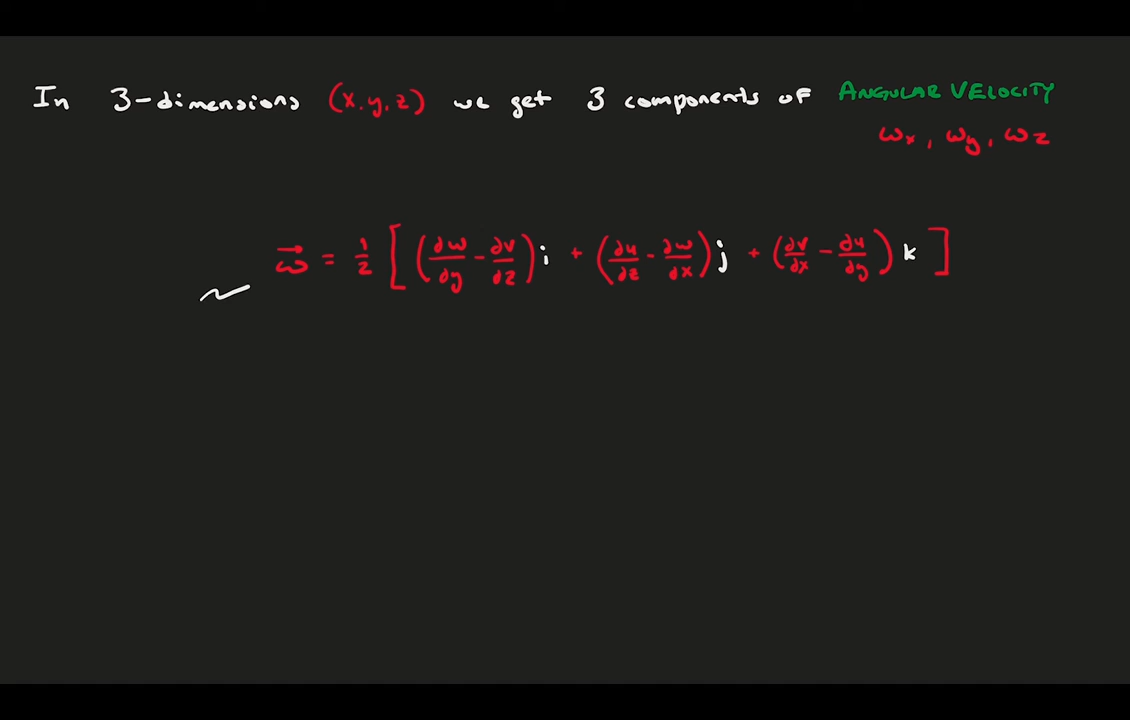 In 3-dimensions (x,y,z) we get 3 components of ANGULAR VELOCITY
ωx, ωy, ωz
ω⃗ = 1/2 [ (∂w/∂y - ∂v/∂z) i + (∂u/∂z - ∂w/∂x) j + (∂v/∂x - ∂u/∂y) k ]